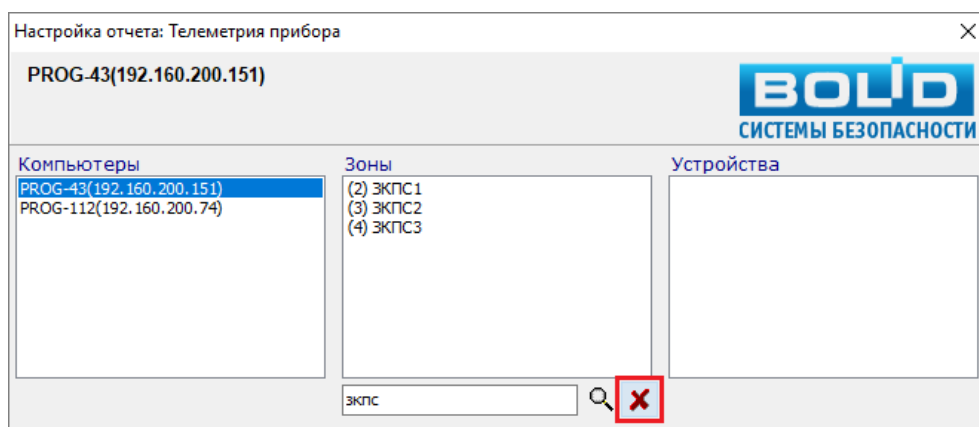 Настройка отчета: Телеметрия прибора
PROG-43(192.160.200.151)
BOLID
СИСТЕМЫ БЕЗОПАСНОСТИ
Компьютеры
PROG-43(192.160.200.151)
PROG-112(192.160.200.74)
Зоны
(2) ЗКПС1
(3) ЗКПС2
(4) ЗКПС3
зкпс
Устройства